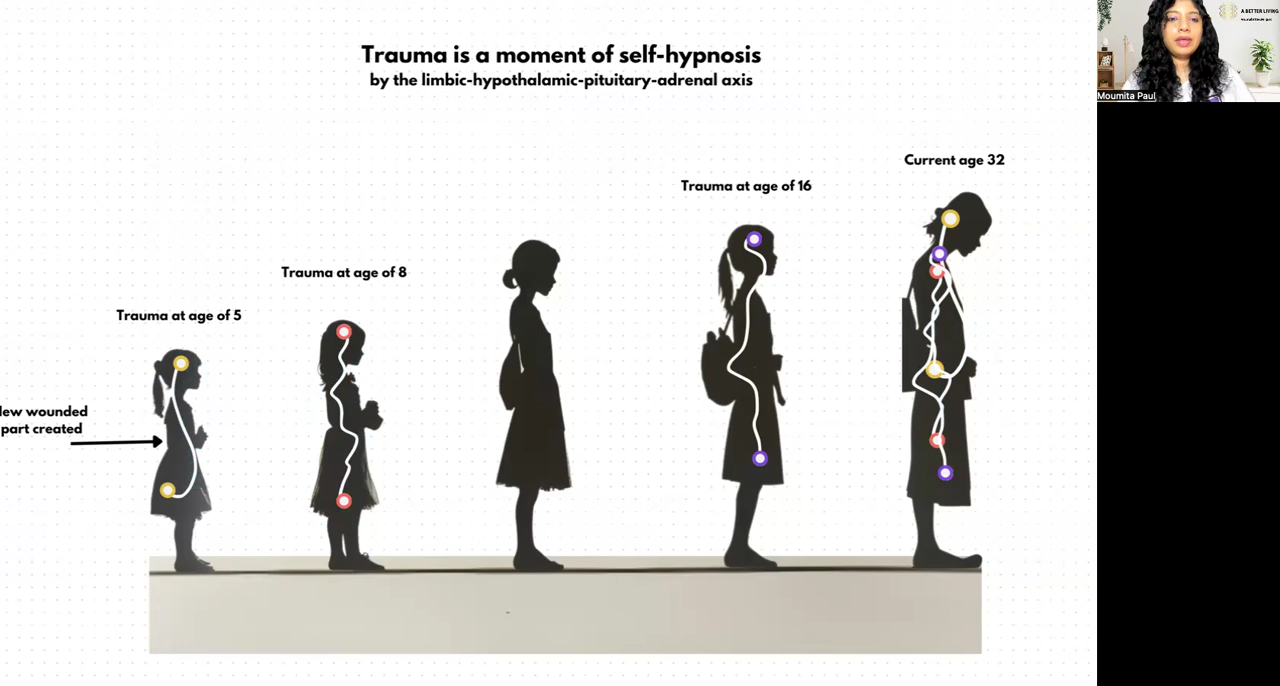 Trauma is a moment of self-hypnosis
by the limbic-hypothalamic-pituitary-adrenal axis
A BETTER LIVING
Moumita Paul
Current age 32
Trauma at age of 16
Trauma at age of 8
Trauma at age of 5
wounded
part created